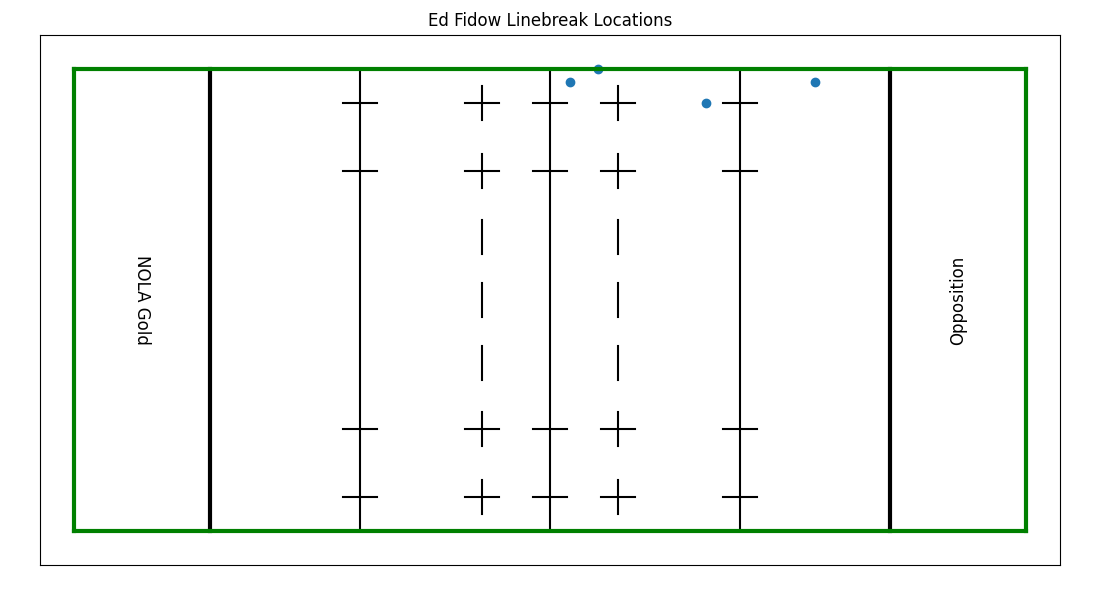 Ed Fidow Linebreak Locations
NOLA Gold
Opposition